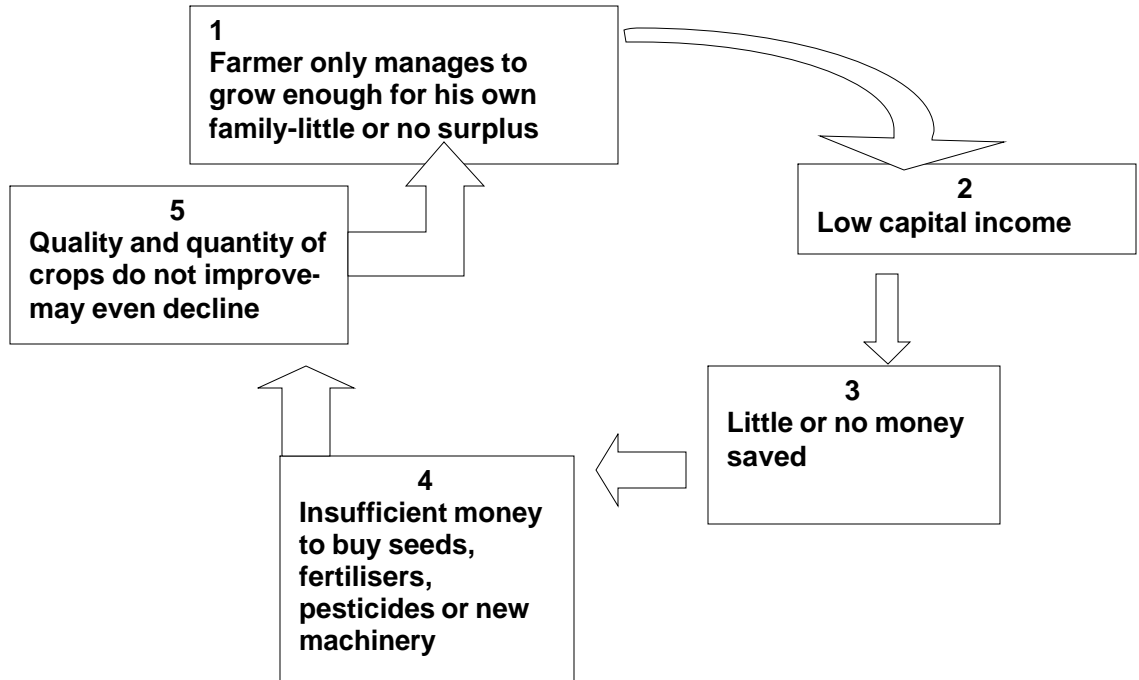 1
Farmer only manages to
grow enough for his own
family-little or no surplus
2
Low capital income
3
Little or no money
saved
4
Insufficient money
to buy seeds,
fertilisers,
pesticides or new
machinery
5
Quality and quantity of
crops do not improve-
may even decline